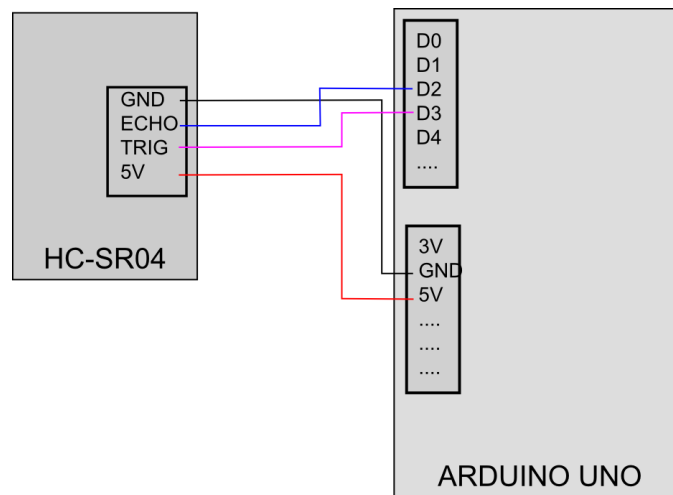 GND
ECHO
TRIG
5V
HC-SR04
D0
D1
D2
D3
D4
....
3V
GND
5V
....
....
....
ARDUINO UNO